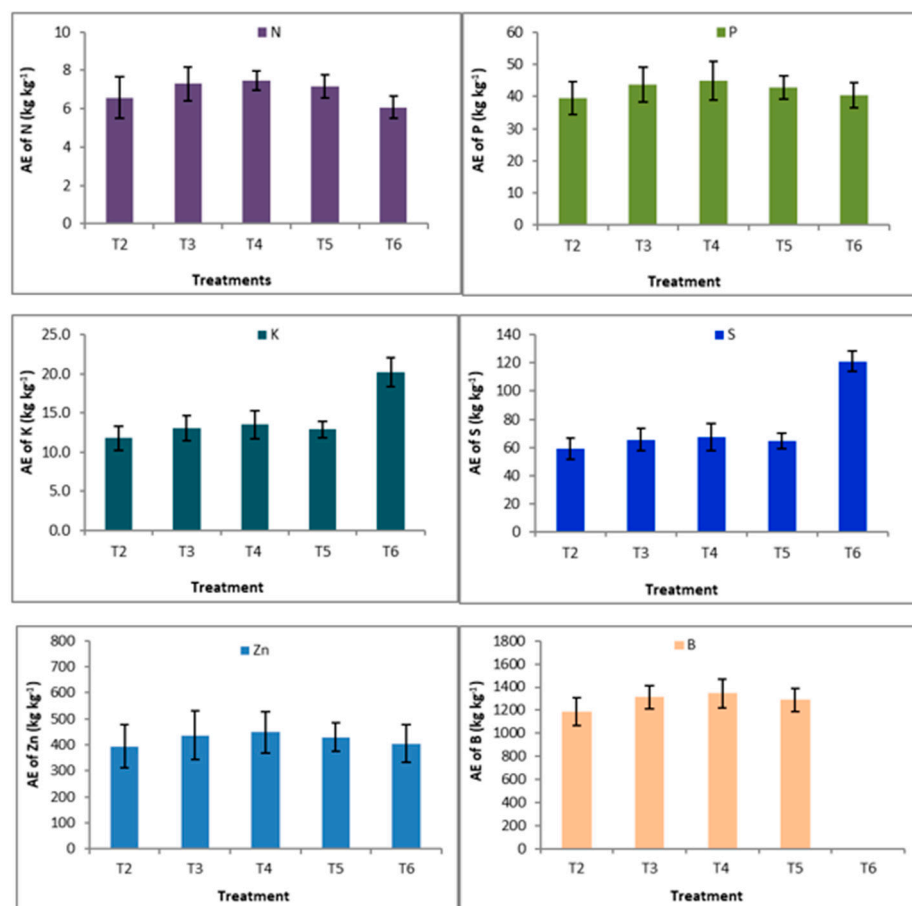 N
AE of N (kg kg⁻¹)
10
8
6
4
2
0
T2 T3 T4 T5 T6
Treatments
P
AE of P (kg kg⁻¹)
60
50
40
30
20
10
0
T2 T3 T4 T5 T6
Treatment
K
AE of K (kg kg⁻¹)
25.0
20.0
15.0
10.0
5.0
0.0
T2 T3 T4 T5 T6
Treatment
S
AE of S (kg kg⁻¹)
140
120
100
80
60
40
20
0
T2 T3 T4 T5 T6
Treatment
Zn
AE of Zn (kg kg⁻¹)
800
700
600
500
400
300
200
100
0
T2 T3 T4 T5 T6
Treatment
B
AE of B (kg kg⁻¹)
1800
1600
1400
1200
1000
800
600
400
200
0
T2 T3 T4 T5 T6
Treatment